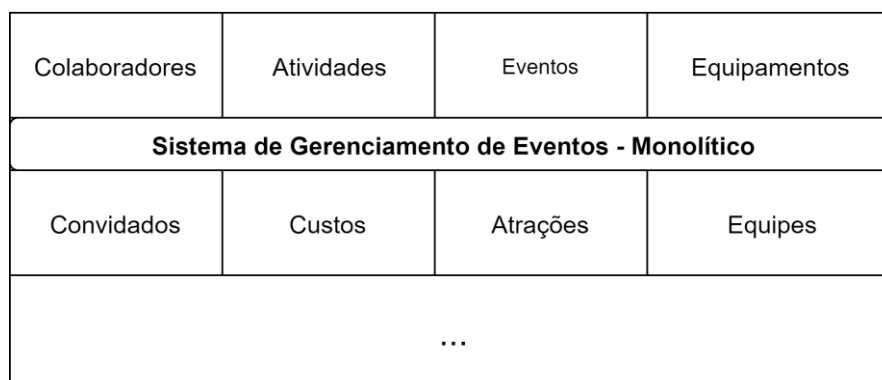 Colaboradores Atividades Eventos Equipamentos
Sistema de Gerenciamento de Eventos - Monolítico
Convidados Custos Atrações Equipes
...